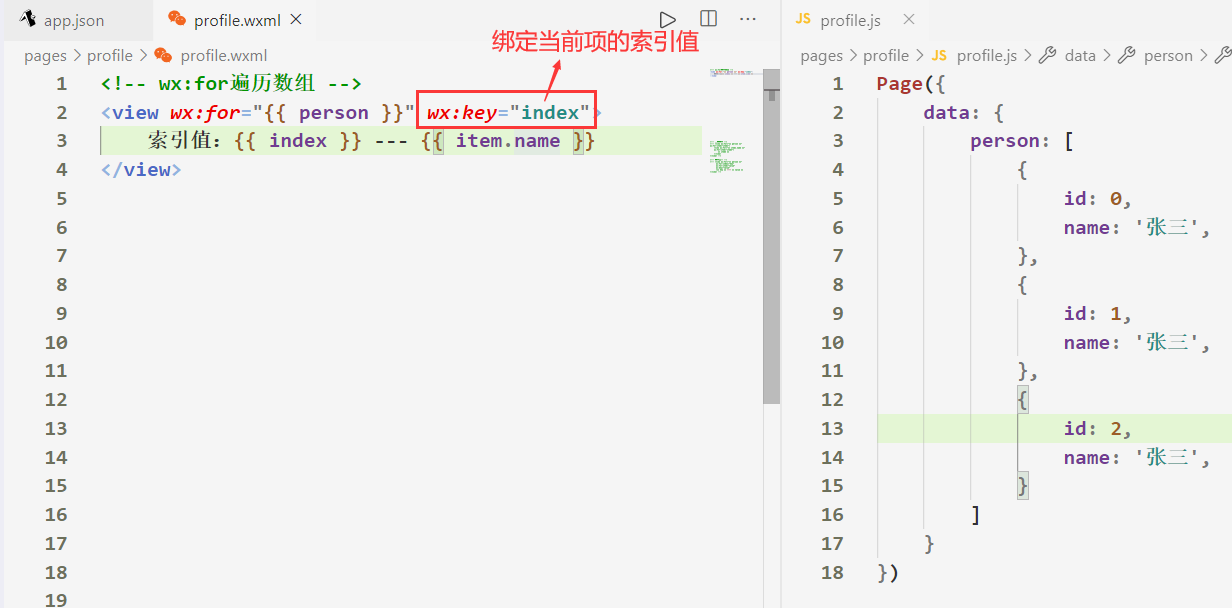 app.json
profile.wxml
绑定当前项的索引值
pages > profile > profile.wxml
1 <!-- wx:for遍历数组 -->
2 <view wx:for="{{ person }}" wx:key="index">
3 索引值：{{ index }} --- {{ item.name }}
4 </view>
5
6
7
8
9
10
11
12
13
14
15
16
17
18
19
JS profile.js
pages > profile > JS profile.js > data > person >
1 Page({
2 data: {
3 person: [
4 {
5 id: 0,
6 name: '张三',
7 },
8 {
9 id: 1,
10 name: '张三',
11 },
12 {
13 id: 2,
14 name: '张三',
15 }
16 ]
17 }
18 })